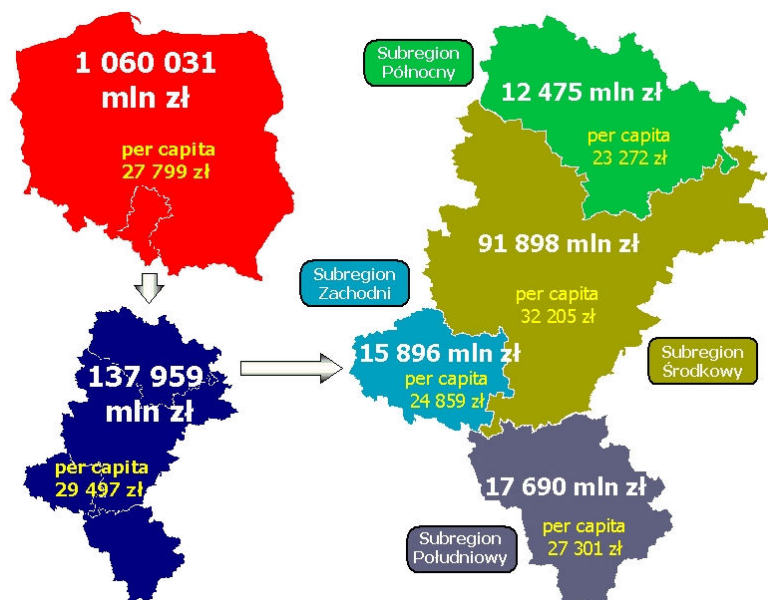 1 060 031
mln zł
per capita
27 799 zł
137 959
mln zł
per capita
29 497 zł
Subregion
Północny
12 475 mln zł
per capita
23 272 zł
91 898 mln zł
per capita
32 205 zł
Subregion
Zachodni
15 896 mln zł
per capita
24 859 zł
Subregion
Środkowy
17 690 mln zł
per capita
27 301 zł
Subregion
Południowy